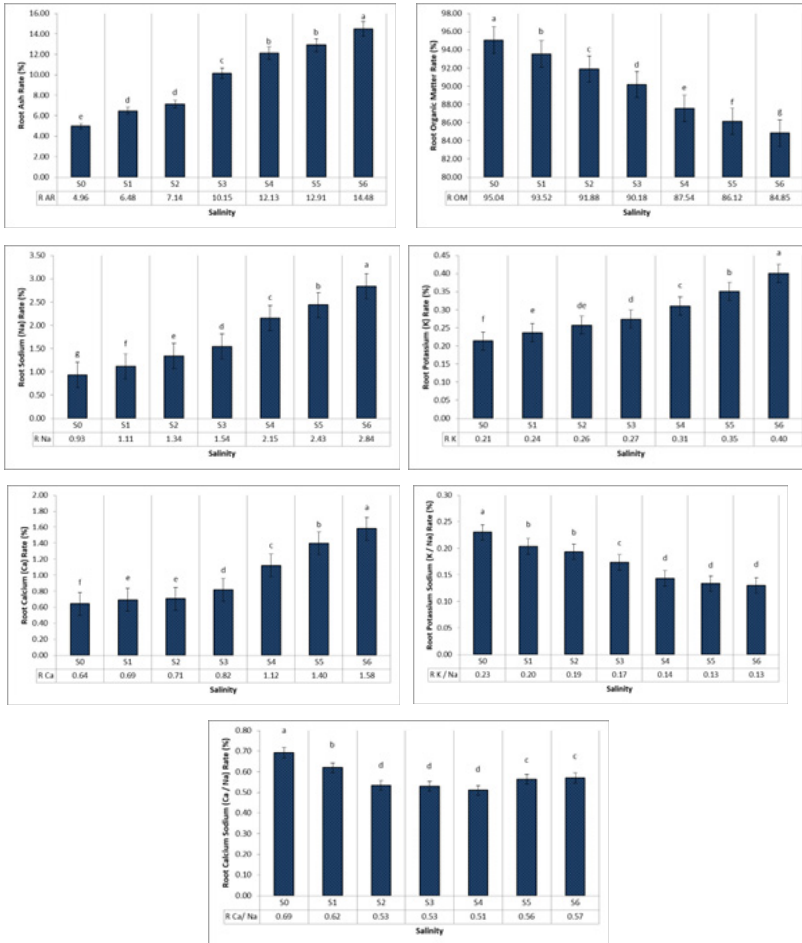 16.00
14.00
12.00
10.00
8.00
6.00
4.00
2.00
0.00
Root Ash Rate (%)
e d d c b b a
S0 S1 S2 S3 S4 S5 S6
R AR 4.96 6.48 7.14 10.15 12.13 12.91 14.48
Salinity
98.00
96.00
94.00
92.00
90.00
88.00
86.00
84.00
82.00
80.00
Root Organic Matter Rate (%)
a b c d e f g
S0 S1 S2 S3 S4 S5 S6
R OM 95.04 93.52 91.88 90.18 87.54 86.12 84.85
Salinity
3.50
3.00
2.50
2.00
1.50
1.00
0.50
0.00
Root Sodium (Na) Rate (%)
g f e d c b a
S0 S1 S2 S3 S4 S5 S6
R Na 0.93 1.11 1.34 1.54 2.15 2.43 2.84
Salinity
0.45
0.40
0.35
0.30
0.25
0.20
0.15
0.10
0.05
0.00
Root Potassium (K) Rate (%)
f e de d c b a
S0 S1 S2 S3 S4 S5 S6
R K 0.21 0.24 0.26 0.27 0.31 0.35 0.40
Salinity
2.00
1.80
1.60
1.40
1.20
1.00
0.80
0.60
0.40
0.20
0.00
Root Calcium (Ca) Rate (%)
f e e d c b a
S0 S1 S2 S3 S4 S5 S6
R Ca 0.64 0.69 0.71 0.82 1.12 1.40 1.58
Salinity
0.30
0.25
0.20
0.15
0.10
0.05
0.00
Root Potassium Sodium (K / Na) Rate (%)
a b b c d d d
S0 S1 S2 S3 S4 S5 S6
R K / Na 0.23 0.20 0.19 0.17 0.14 0.13 0.13
Salinity
0.80
0.70
0.60
0.50
0.40
0.30
0.20
0.10
0.00
Root Calcium Sodium (Ca / Na) Rate (%)
a b d d d c c
S0 S1 S2 S3 S4 S5 S6
R Ca/ Na 0.69 0.62 0.53 0.53 0.51 0.56 0.57
Salinity